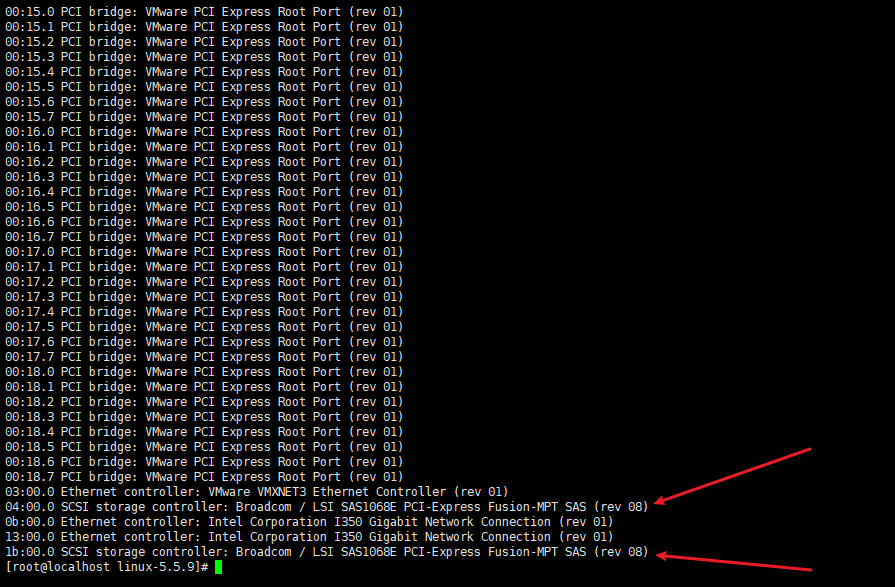 00:15.0 PCI bridge: VMware PCI Express Root Port (rev 01)
00:15.1 PCI bridge: VMware PCI Express Root Port (rev 01)
00:15.2 PCI bridge: VMware PCI Express Root Port (rev 01)
00:15.3 PCI bridge: VMware PCI Express Root Port (rev 01)
00:15.4 PCI bridge: VMware PCI Express Root Port (rev 01)
00:15.5 PCI bridge: VMware PCI Express Root Port (rev 01)
00:15.6 PCI bridge: VMware PCI Express Root Port (rev 01)
00:15.7 PCI bridge: VMware PCI Express Root Port (rev 01)
00:16.0 PCI bridge: VMware PCI Express Root Port (rev 01)
00:16.1 PCI bridge: VMware PCI Express Root Port (rev 01)
00:16.2 PCI bridge: VMware PCI Express Root Port (rev 01)
00:16.3 PCI bridge: VMware PCI Express Root Port (rev 01)
00:16.4 PCI bridge: VMware PCI Express Root Port (rev 01)
00:16.5 PCI bridge: VMware PCI Express Root Port (rev 01)
00:16.6 PCI bridge: VMware PCI Express Root Port (rev 01)
00:16.7 PCI bridge: VMware PCI Express Root Port (rev 01)
00:17.0 PCI bridge: VMware PCI Express Root Port (rev 01)
00:17.1 PCI bridge: VMware PCI Express Root Port (rev 01)
00:17.2 PCI bridge: VMware PCI Express Root Port (rev 01)
00:17.3 PCI bridge: VMware PCI Express Root Port (rev 01)
00:17.4 PCI bridge: VMware PCI Express Root Port (rev 01)
00:17.5 PCI bridge: VMware PCI Express Root Port (rev 01)
00:17.6 PCI bridge: VMware PCI Express Root Port (rev 01)
00:17.7 PCI bridge: VMware PCI Express Root Port (rev 01)
00:18.0 PCI bridge: VMware PCI Express Root Port (rev 01)
00:18.1 PCI bridge: VMware PCI Express Root Port (rev 01)
00:18.2 PCI bridge: VMware PCI Express Root Port (rev 01)
00:18.3 PCI bridge: VMware PCI Express Root Port (rev 01)
00:18.4 PCI bridge: VMware PCI Express Root Port (rev 01)
00:18.5 PCI bridge: VMware PCI Express Root Port (rev 01)
00:18.6 PCI bridge: VMware PCI Express Root Port (rev 01)
00:18.7 PCI bridge: VMware PCI Express Root Port (rev 01)
03:00.0 Ethernet controller: VMware VMXNET3 Ethernet Controller (rev 01)
04:00.0 SCSI storage controller: Broadcom / LSI SAS1068E PCI-Express Fusion-MPT SAS (rev 08)
0b:00.0 Ethernet controller: Intel Corporation I350 Gigabit Network Connection (rev 01)
13:00.0 Ethernet controller: Intel Corporation I350 Gigabit Network Connection (rev 01)
1b:00.0 SCSI storage controller: Broadcom / LSI SAS1068E PCI-Express Fusion-MPT SAS (rev 08)
[root@localhost linux-5.5.9]#